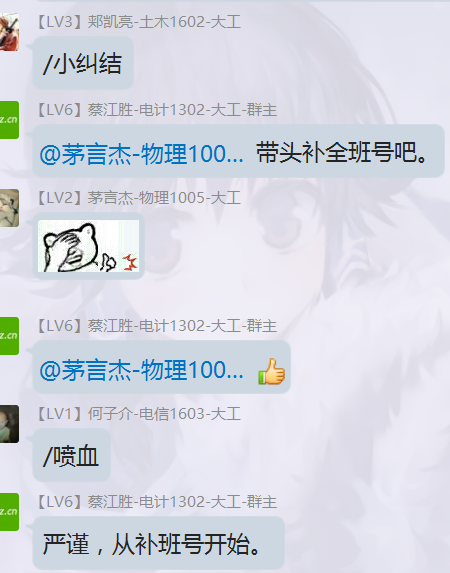 【LV3】郏凯亮-土木1602-大工
/小纠结
z.cn
【LV6】蔡江胜-电计1302-大工-群主
@茅言杰-物理100... 带头补全班号吧。
【LV2】茅言杰-物理1005-大工
z.cn
【LV6】蔡江胜-电计1302-大工-群主
@茅言杰-物理100...
【LV1】何子介-电信1603-大工
/喷血
z.cn
【LV6】蔡江胜-电计1302-大工-群主
严谨，从补班号开始。